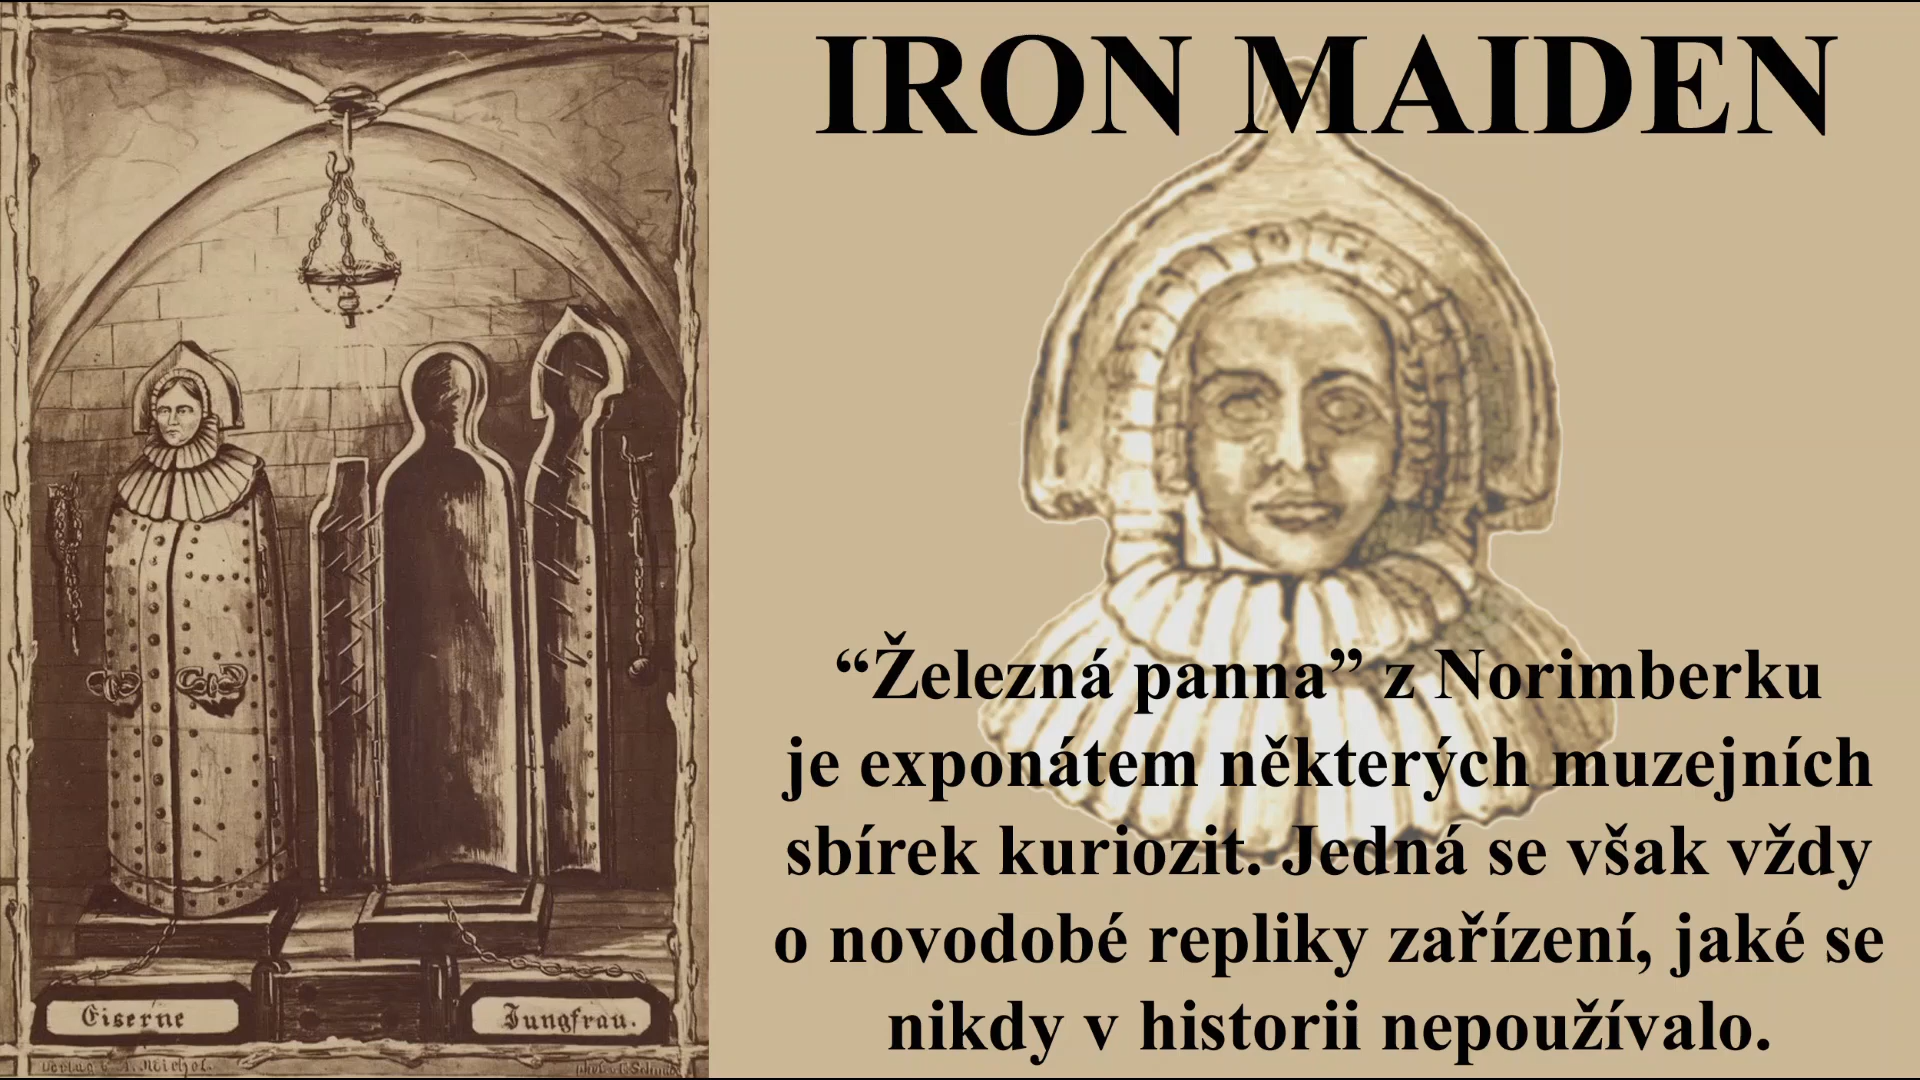 IRON MAIDEN
“Železná panna” z Norimberku
je exponátem některých muzejních
sbírek kuriozit. Jedná se však vždy
o novodobé repliky zařízení, jaké se
nikdy v historii nepoužívalo.
Eiserne
Jungfrau.